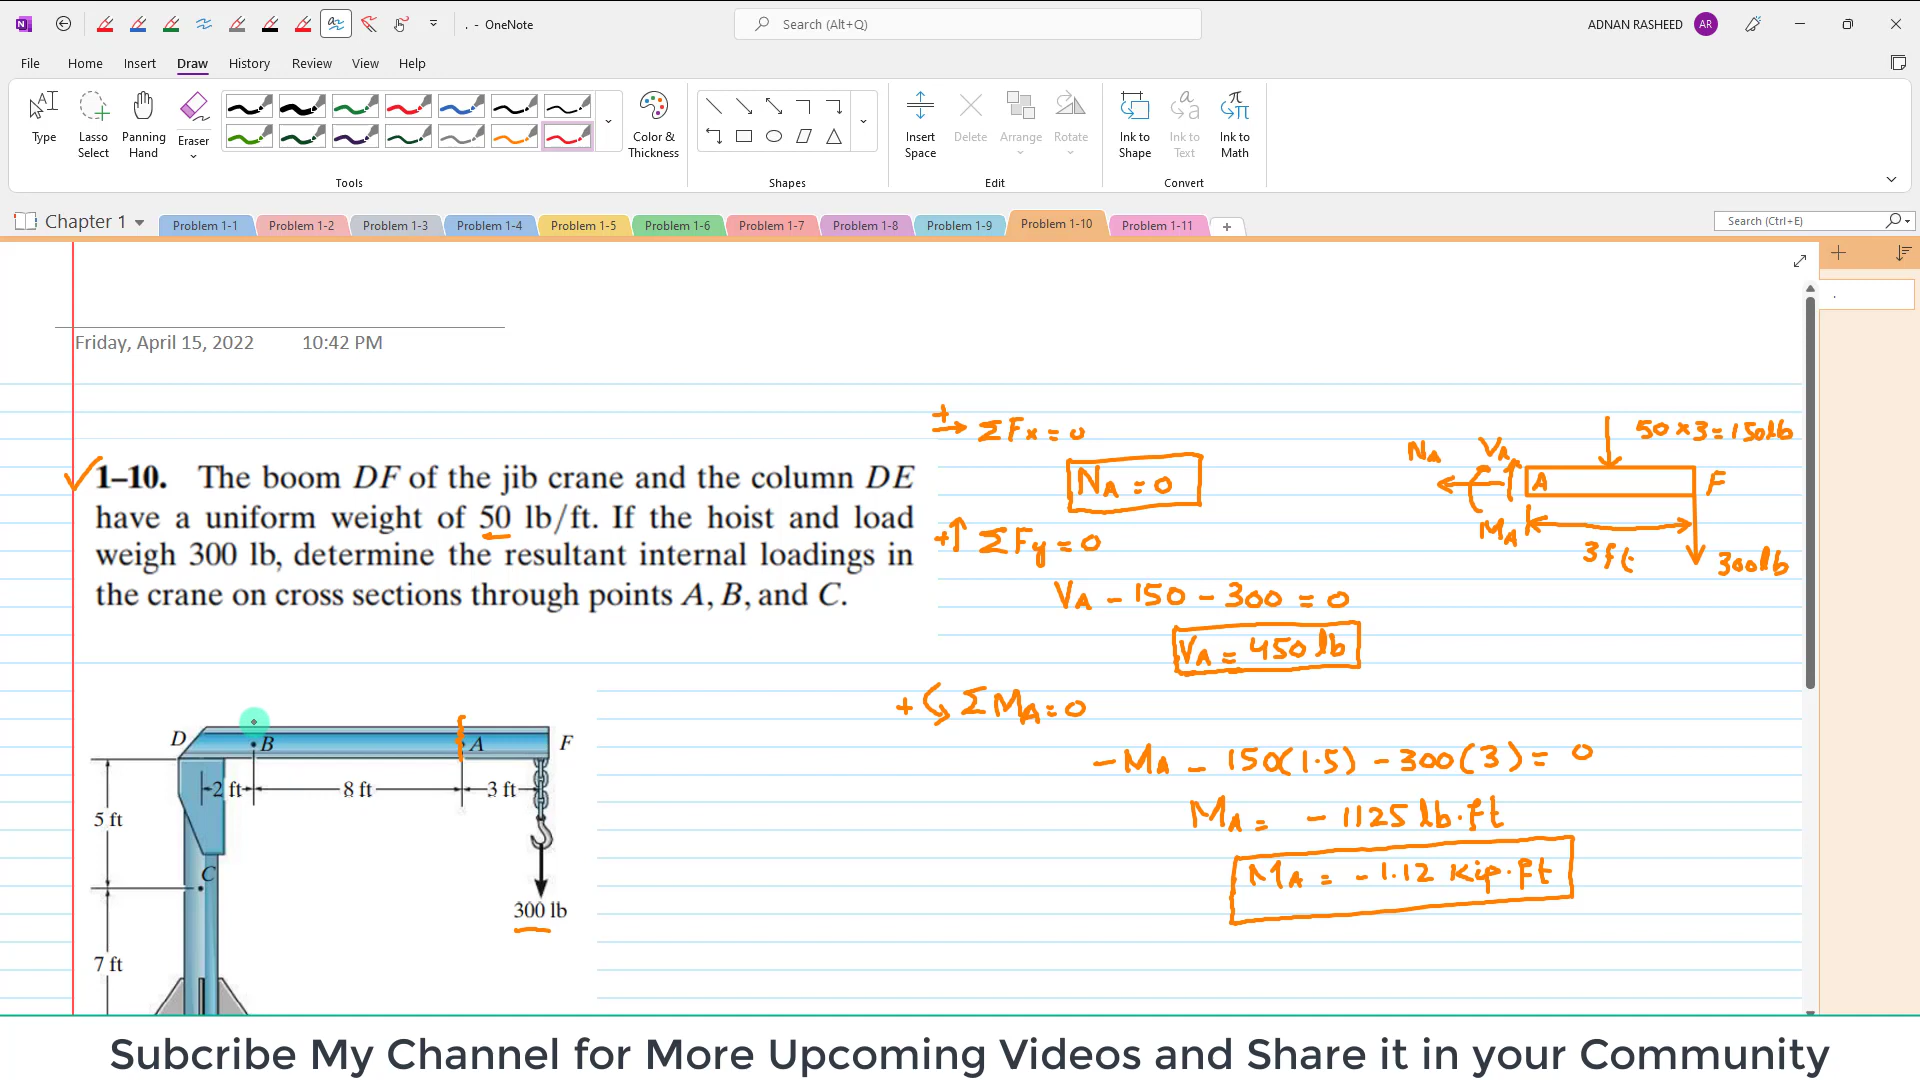 . - OneNote
Search (Alt+Q)
ADNAN RASHEED
AR
File Home Insert Draw History Review View Help
Type
Lasso Select
Panning Hand
Eraser
Color & Thickness
Insert Space
Delete
Arrange
Rotate
Ink to Shape
Ink to Text
Ink to Math
Tools
Shapes
Edit
Convert
Chapter 1
Problem 1-1
Problem 1-2
Problem 1-3
Problem 1-4
Problem 1-5
Problem 1-6
Problem 1-7
Problem 1-8
Problem 1-9
Problem 1-10
Problem 1-11
Search (Ctrl+E)
Friday, April 15, 2022 10:42 PM
1–10. The boom DF of the jib crane and the column DE
have a uniform weight of 50 lb/ft. If the hoist and load
weigh 300 lb, determine the resultant internal loadings in
the crane on cross sections through points A, B, and C.
D B A F
2 ft 8 ft 3 ft
5 ft
C
300 lb
7 ft
+→ ΣFx = 0
NA = 0
+↑ ΣFy = 0
VA - 150 - 300 = 0
VA = 450 lb
+ ΣMA = 0
- MA - 150(1.5) - 300(3) = 0
MA = - 1125 lb.ft
MA = - 1.12 Kip.ft
50 × 3 = 150 lb
NA VA
A F
MA
3 ft
300 lb
Subcribe My Channel for More Upcoming Videos and Share it in your Community